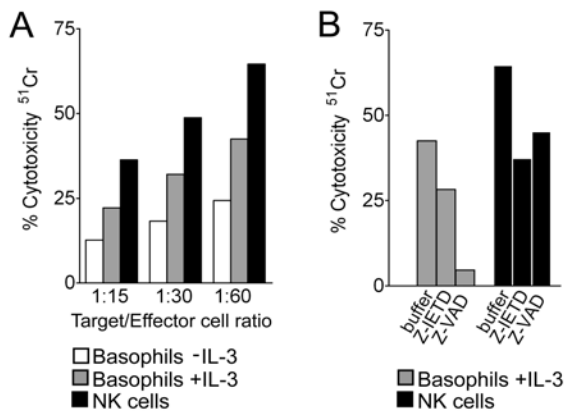 A
% Cytotoxicity ⁵¹Cr
75
50
25
0
1:15 1:30 1:60
Target/Effector cell ratio
Basophils -IL-3
Basophils +IL-3
NK cells
B
% Cytotoxicity ⁵¹Cr
75
50
25
0
buffer
Z-IETD
Z-VAD
buffer
Z-IETD
Z-VAD
Basophils +IL-3
NK cells